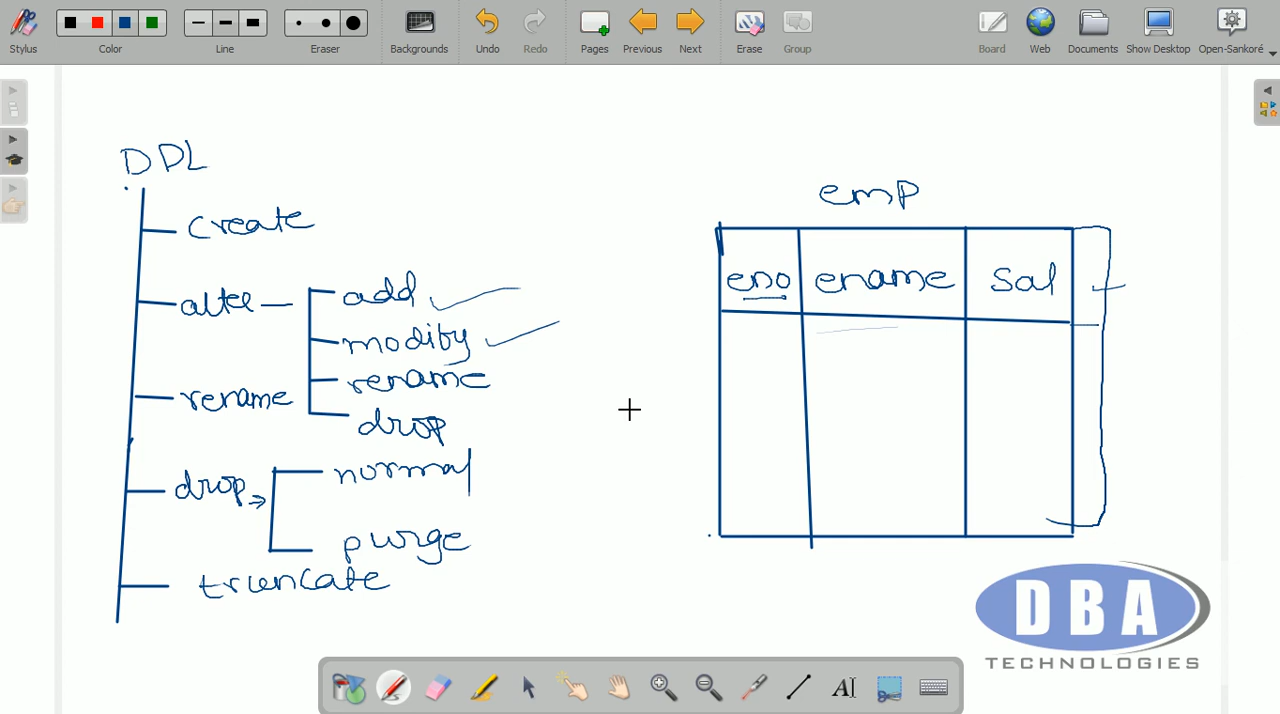 Stylus
Color
Line
Eraser
Backgrounds
Undo
Redo
Pages
Previous
Next
Erase
Group
Board
Web
Documents
Show Desktop
Open-Sankoré
DDL
create
alter
add
modify
rename
drop
rename
drop
normal
purge
truncate
emp
eno ename sal
DBA
TECHNOLOGIES
AI